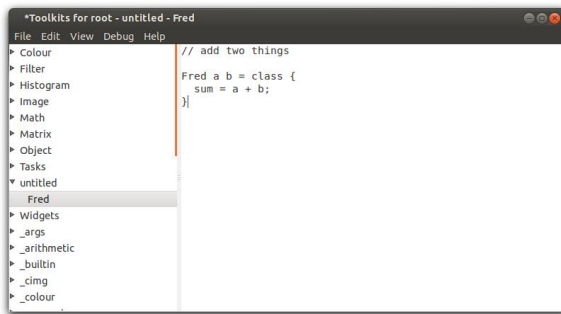 *Toolkits for root - untitled - Fred
File Edit View Debug Help
Colour
Filter
Histogram
Image
Math
Matrix
Object
Tasks
untitled
Fred
Widgets
_args
_arithmetic
_builtin
_cimg
_colour
// add two things
Fred a b = class {
sum = a + b;
}